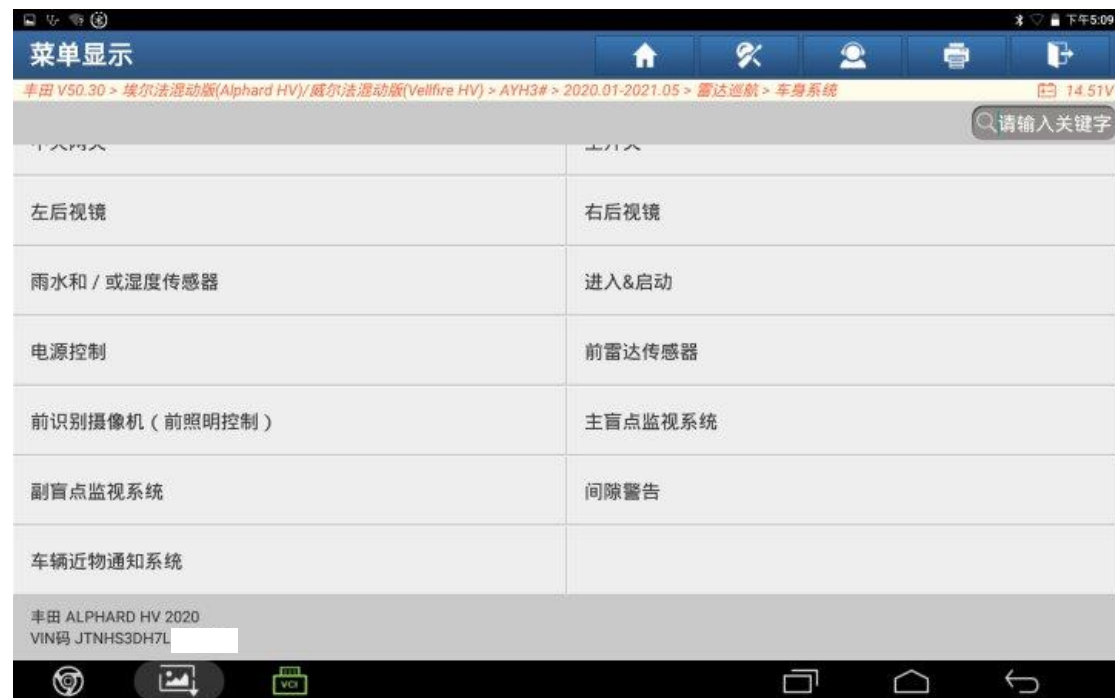 下午5:09
菜单显示
丰田 V50.30 > 埃尔法混动版(Alphard HV)/威尔法混动版(Vellfire HV) > AYH3# > 2020.01-2021.05 > 雷达巡航 > 车身系统
14.51V
请输入关键字
左后视镜
右后视镜
雨水和 / 或湿度传感器
进入&启动
电源控制
前雷达传感器
前识别摄像机 ( 前照明控制 )
主盲点监视系统
副盲点监视系统
间隙警告
车辆近物通知系统
丰田 ALPHARD HV 2020
VIN码 JTNHS3DH7L
VCI